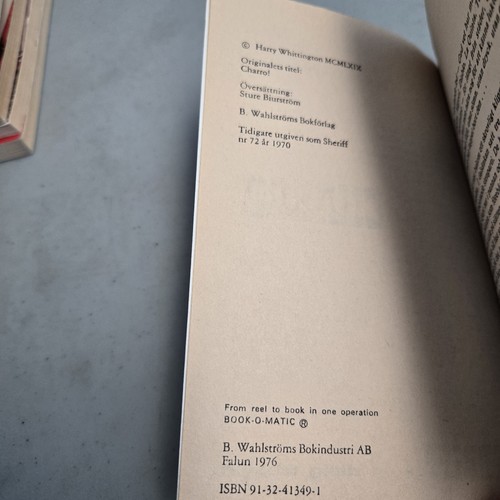 © Harry Whittington MCMLXIX
Originalets titel:
Charro!
Översättning:
Sture Biurström
B. Wahlströms Bokförlag
Tidigare utgiven som Sheriff
nr 72 år 1970
From reel to book in one operation
BOOK-O-MATIC ®
B. Wahlströms Bokindustri AB
Falun 1976
ISBN 91-32-41349-1